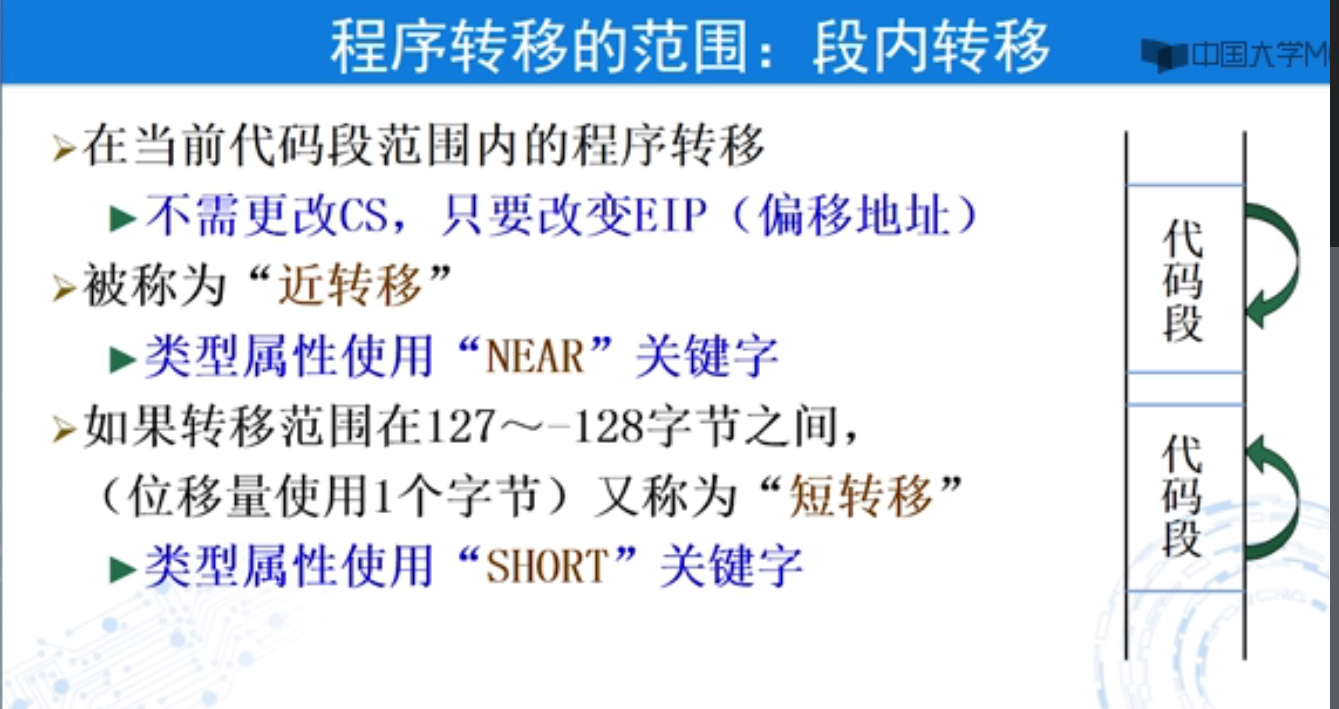 程序转移的范围：段内转移
中国大学M
在当前代码段范围内的程序转移
不需更改CS，只要改变EIP（偏移地址）
被称为“近转移”
类型属性使用“NEAR”关键字
如果转移范围在127～-128字节之间，
（位移量使用1个字节）又称为“短转移”
类型属性使用“SHORT”关键字
代码段
代码段